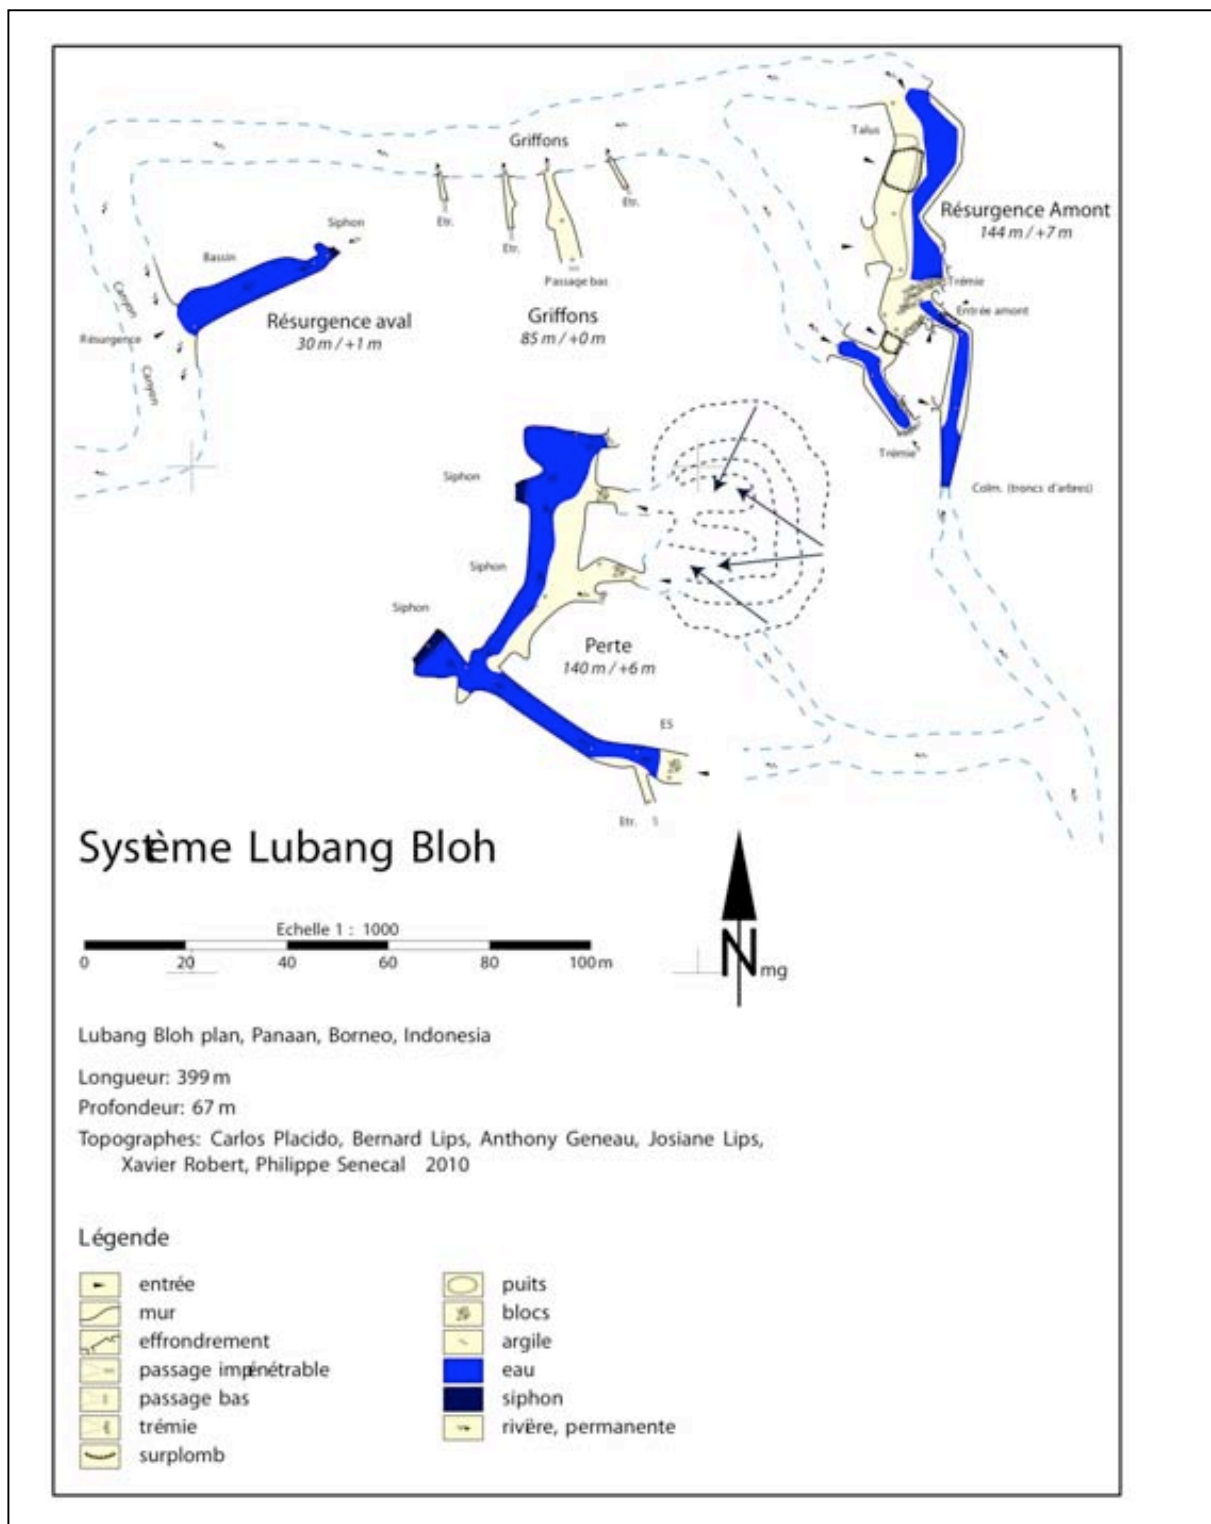 Griffons
Talus
Etr.
Etr.
Etr.
Siphon
Résurgence Amont
144 m / +7 m
Bassin
Passage bas
Trémie
Canyon
Griffons
85 m / +0 m
Entrée amont
Résurgence aval
30 m / +1 m
Résurgence
Canyon
Trémie
Siphon
Colm. (troncs d'arbres)
Siphon
Siphon
Perte
140 m / +6 m
E5
Etr.
Système Lubang Bloh
Echelle 1 : 1000
0 20 40 60 80 100 m
N mg
Lubang Bloh plan, Panaan, Borneo, Indonesia
Longueur: 399 m
Profondeur: 67 m
Topographes: Carlos Placido, Bernard Lips, Anthony Geneau, Josiane Lips,
Xavier Robert, Philippe Senecal 2010
Légende
entrée
mur
effrondrement
passage impénétrable
passage bas
trémie
surplomb
puits
blocs
argile
eau
siphon
rivière, permanente